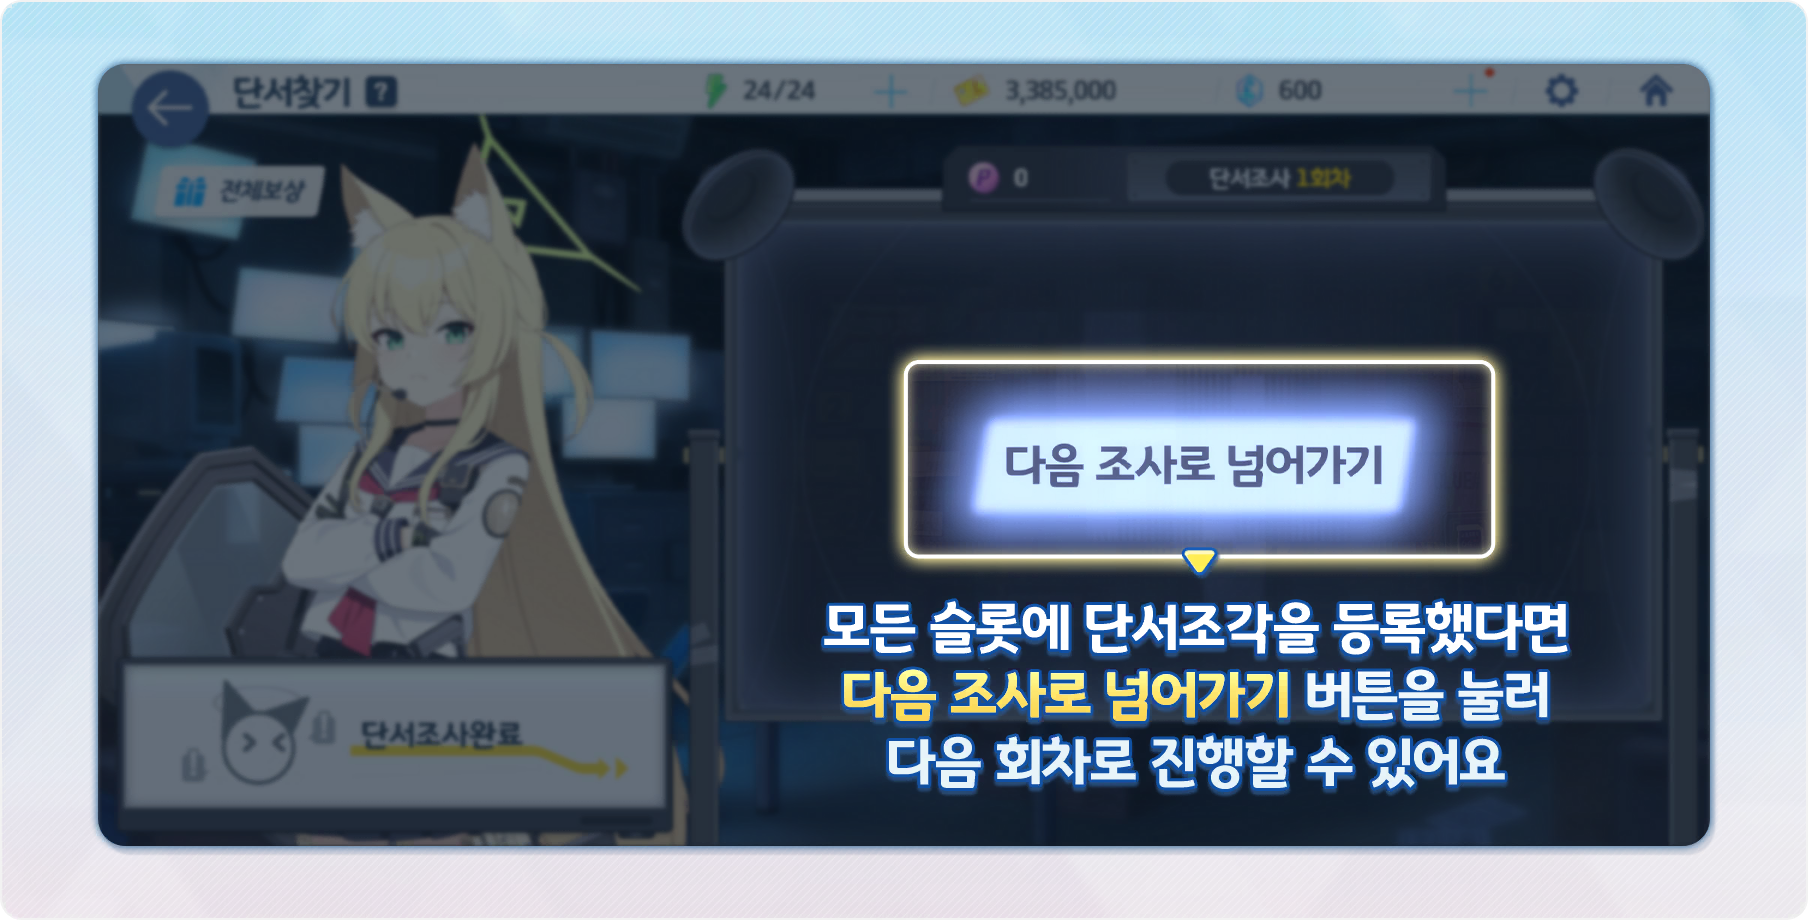 단서찾기 ?
24/24
3,385,000
600
전체보상
P 0
단서조사 1회차
다음 조사로 넘어가기
모든 슬롯에 단서조각을 등록했다면
다음 조사로 넘어가기 버튼을 눌러
다음 회차로 진행할 수 있어요
단서조사완료